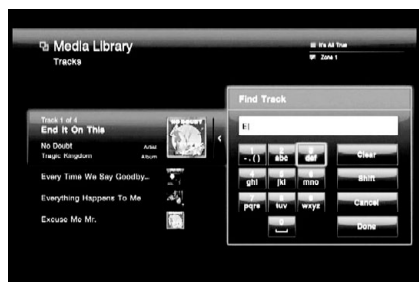 Media Library
Tracks
It's All True
Zone 1
Track 1 of 4
End It On This
No Doubt Artist
Tragic Kingdom Album
Every Time We Say Goodby...
Everything Happens To Me
Excuse Me Mr.
Find Track
E
1 2 3
-.() abc def
Clear
4 5 6
ghi jkl mno
Shift
7 8 9
pqrs tuv wxyz
Cancel
0
Done